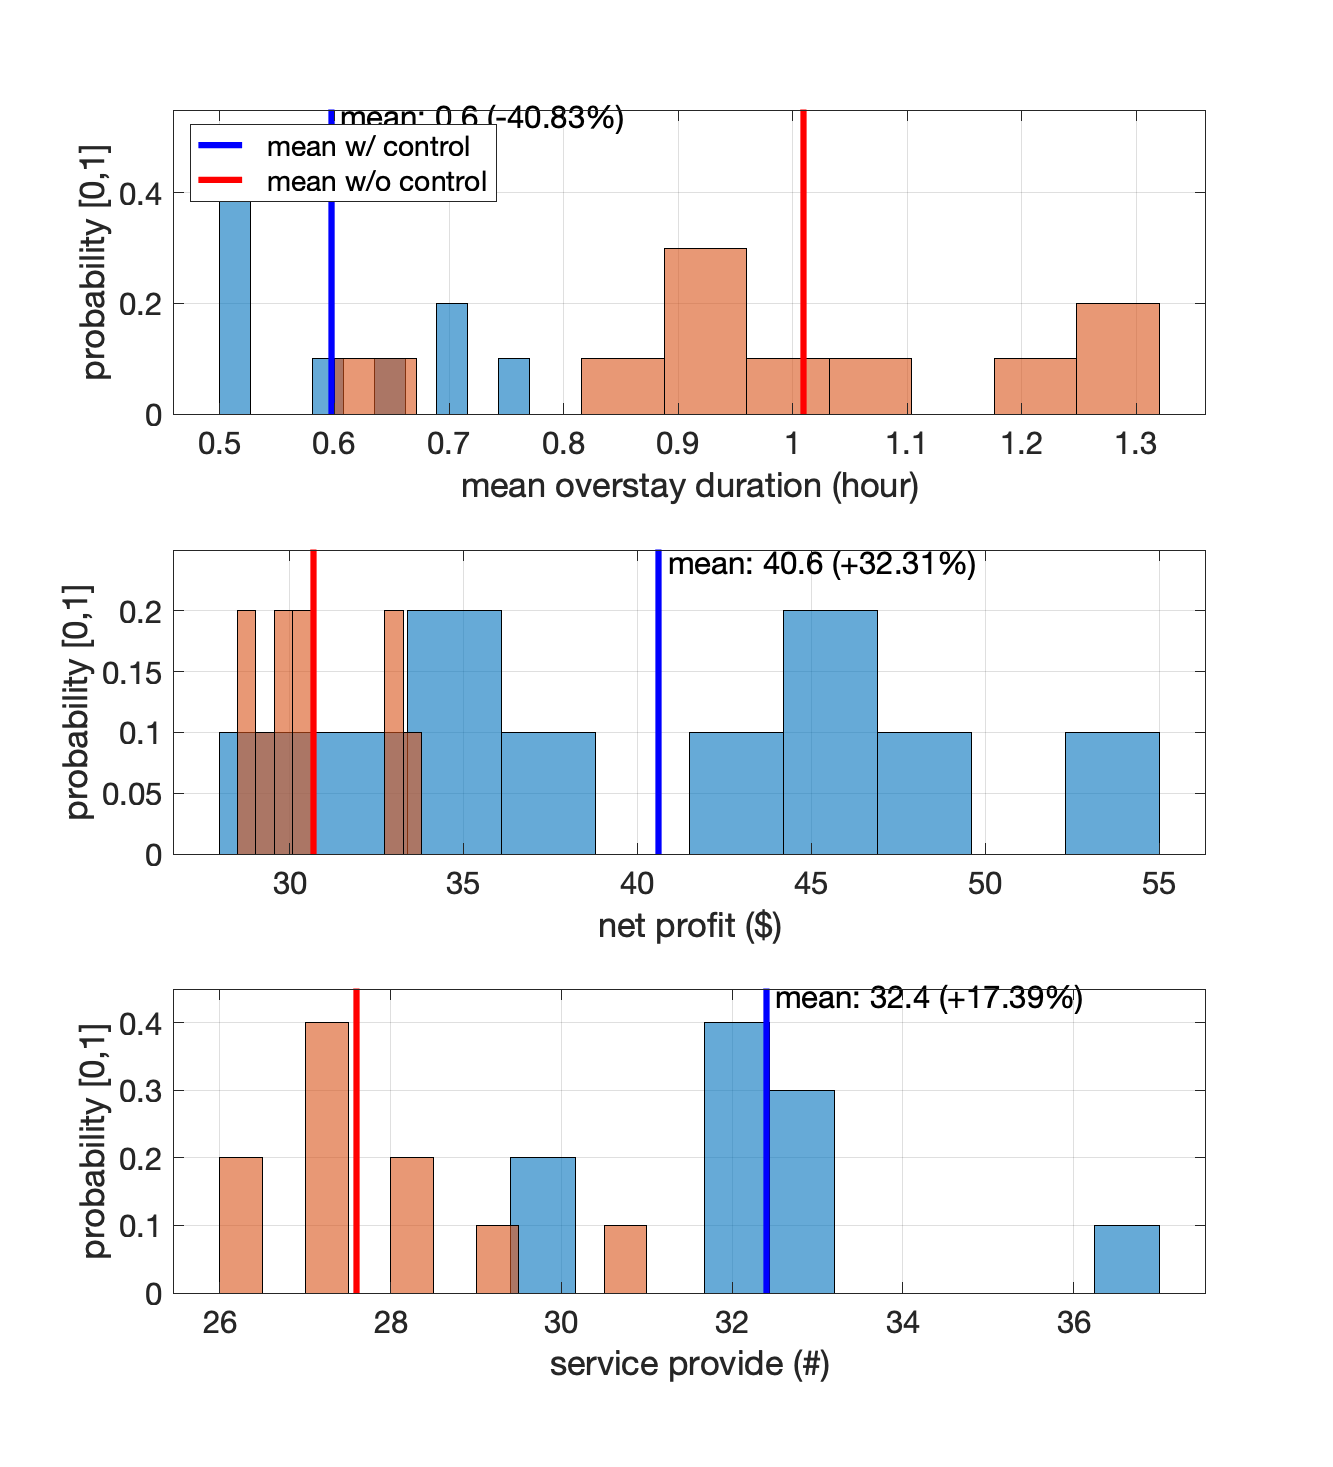 mean: 0.6 (-40.83%)
mean w/ control
mean w/o control
probability [0,1]
0.4
0.2
0
0.5 0.6 0.7 0.8 0.9 1 1.1 1.2 1.3
mean overstay duration (hour)
mean: 40.6 (+32.31%)
probability [0,1]
0.2
0.15
0.1
0.05
0
30 35 40 45 50 55
net profit ($)
mean: 32.4 (+17.39%)
probability [0,1]
0.4
0.3
0.2
0.1
0
26 28 30 32 34 36
service provide (#)